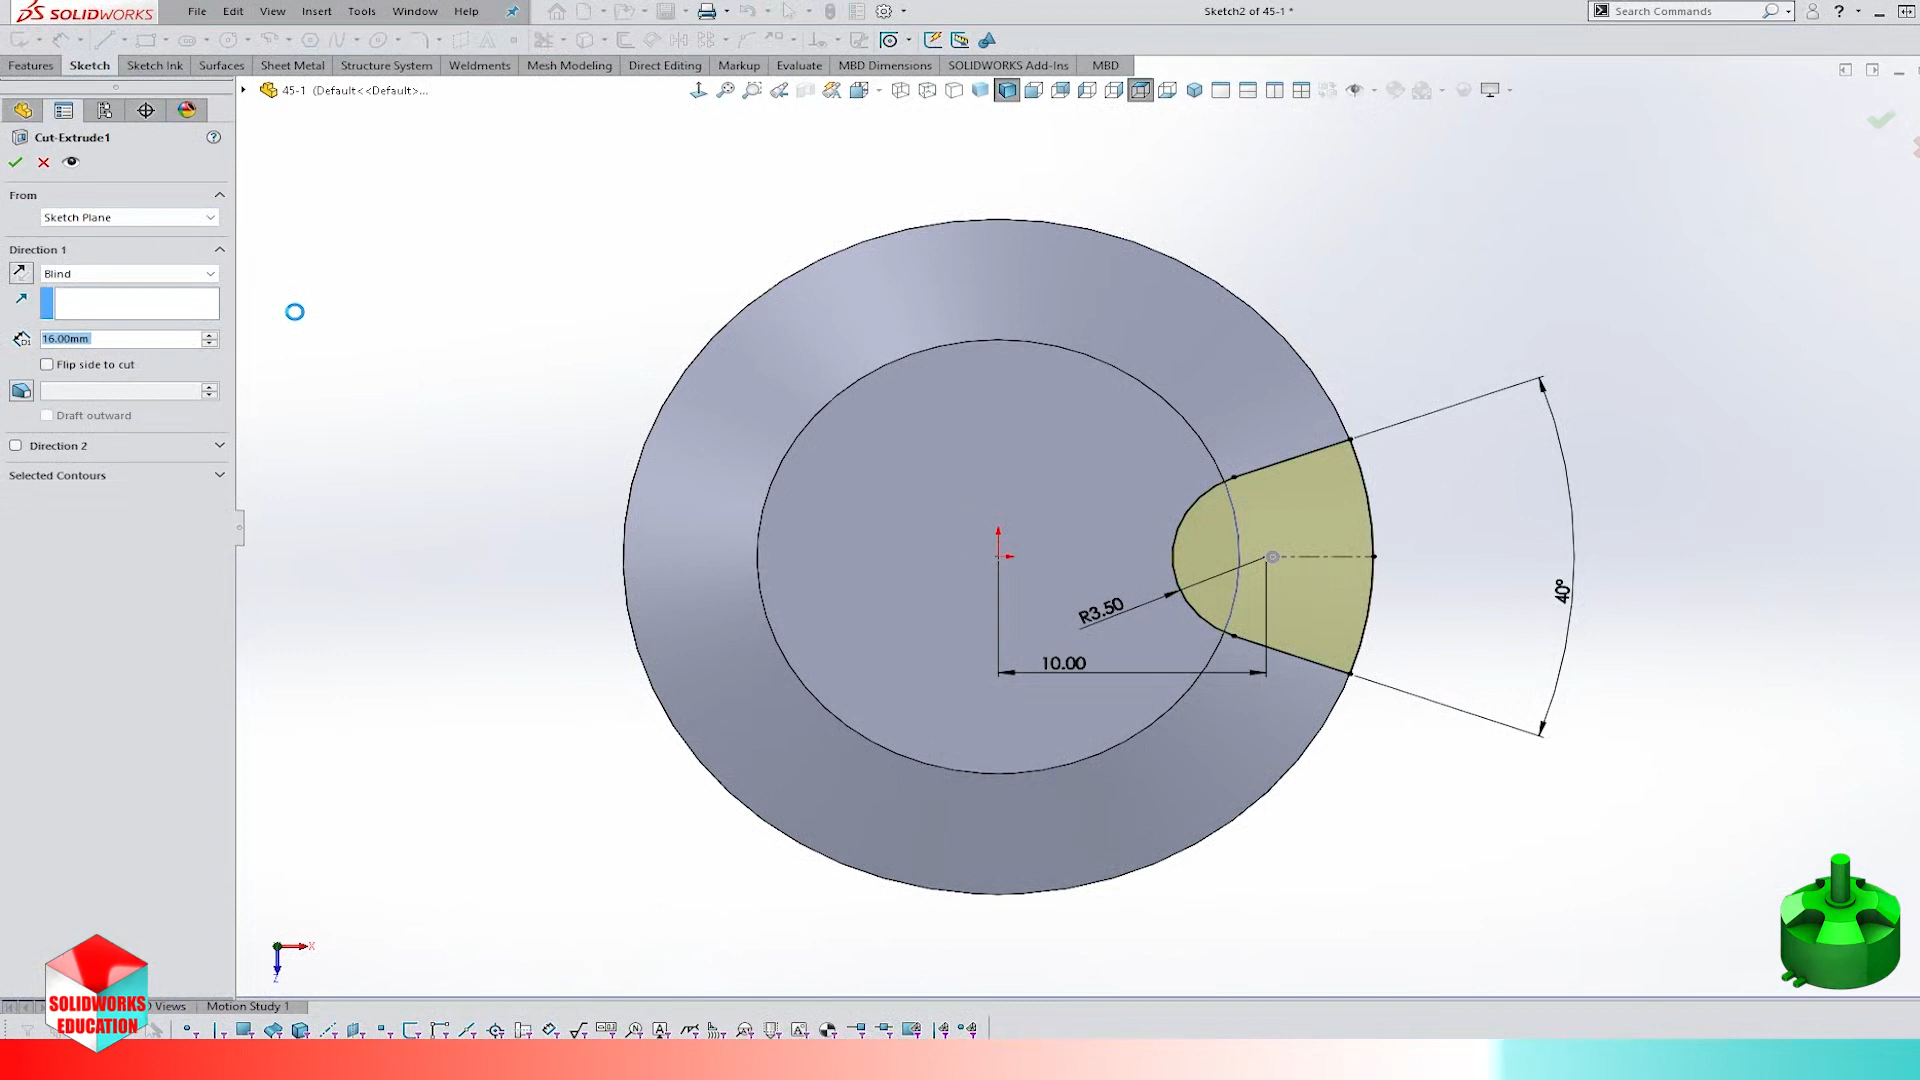 SOLIDWORKS
File Edit View Insert Tools Window Help
Sketch2 of 45-1 *
Search Commands
Features Sketch Sketch Ink Surfaces Sheet Metal Structure System Weldments Mesh Modeling Direct Editing Markup Evaluate MBD Dimensions SOLIDWORKS Add-Ins MBD
45-1 (Default<<Default>...
Cut-Extrude1
From
Sketch Plane
Direction 1
Blind
16.00mm
Flip side to cut
Draft outward
Direction 2
Selected Contours
R3.50
10.00
40°
X
Z
Views Motion Study 1
SOLIDWORKS
EDUCATION